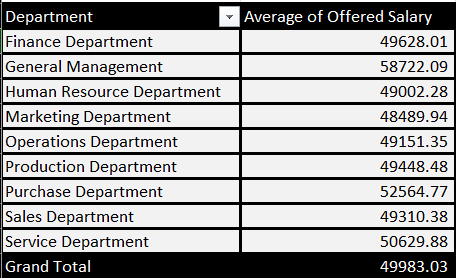 Department Average of Offered Salary
Finance Department 49628.01
General Management 58722.09
Human Resource Department 49002.28
Marketing Department 48489.94
Operations Department 49151.35
Production Department 49448.48
Purchase Department 52564.77
Sales Department 49310.38
Service Department 50629.88
Grand Total 49983.03